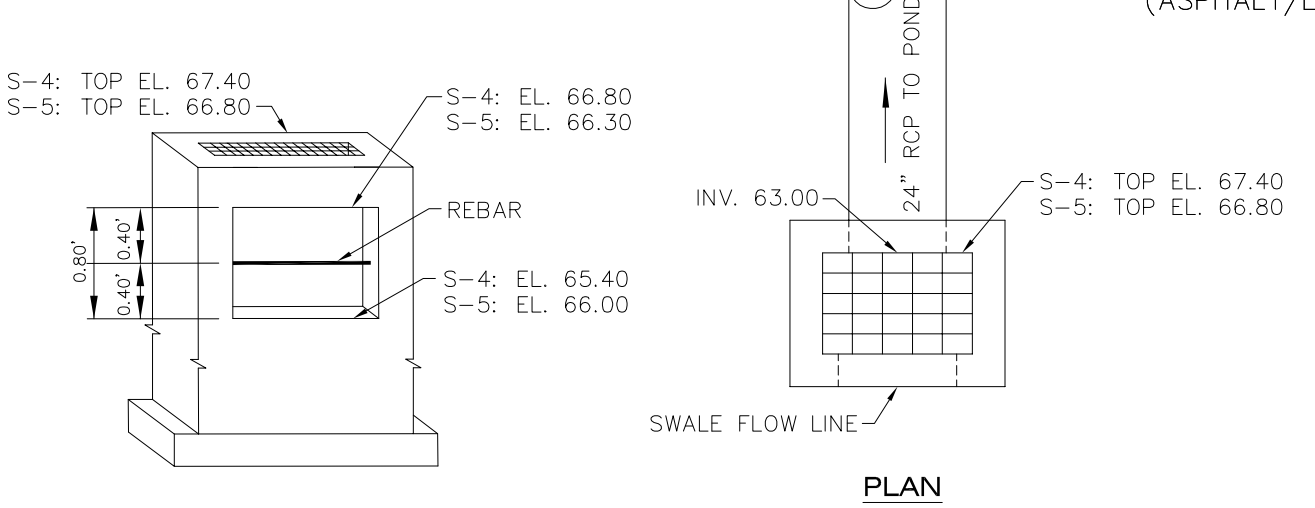 (ASPHALT/L
S-4: TOP EL. 67.40
S-5: TOP EL. 66.80
S-4: EL. 66.80
S-5: EL. 66.30
REBAR
0.80'
0.40'
0.40'
S-4: EL. 65.40
S-5: EL. 66.00
24" RCP TO POND
INV. 63.00
S-4: TOP EL. 67.40
S-5: TOP EL. 66.80
SWALE FLOW LINE
PLAN